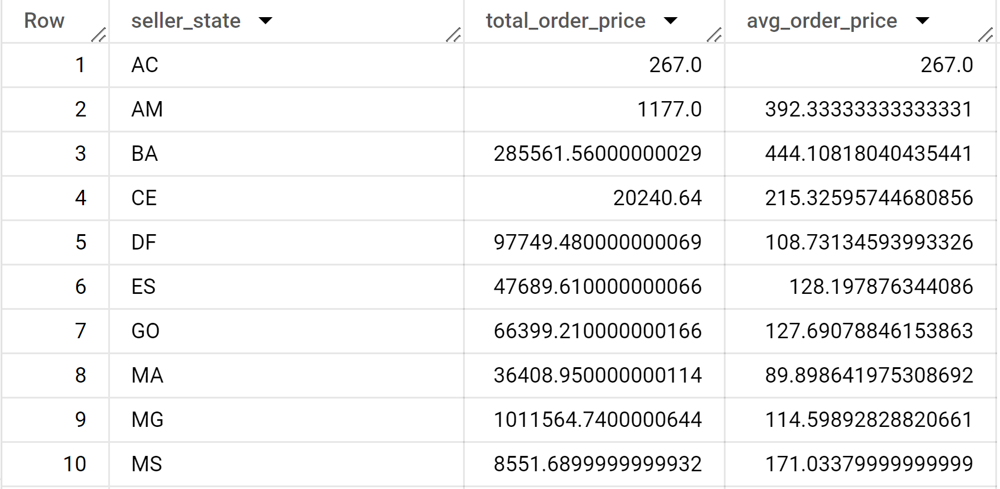 Row seller_state total_order_price avg_order_price
1 AC 267.0 267.0
2 AM 1177.0 392.33333333333331
3 BA 285561.56000000029 444.10818040435441
4 CE 20240.64 215.32595744680856
5 DF 97749.480000000069 108.73134593993326
6 ES 47689.610000000066 128.197876344086
7 GO 66399.210000000166 127.69078846153863
8 MA 36408.950000000114 89.898641975308692
9 MG 1011564.7400000644 114.59892828820661
10 MS 8551.6899999999932 171.03379999999999